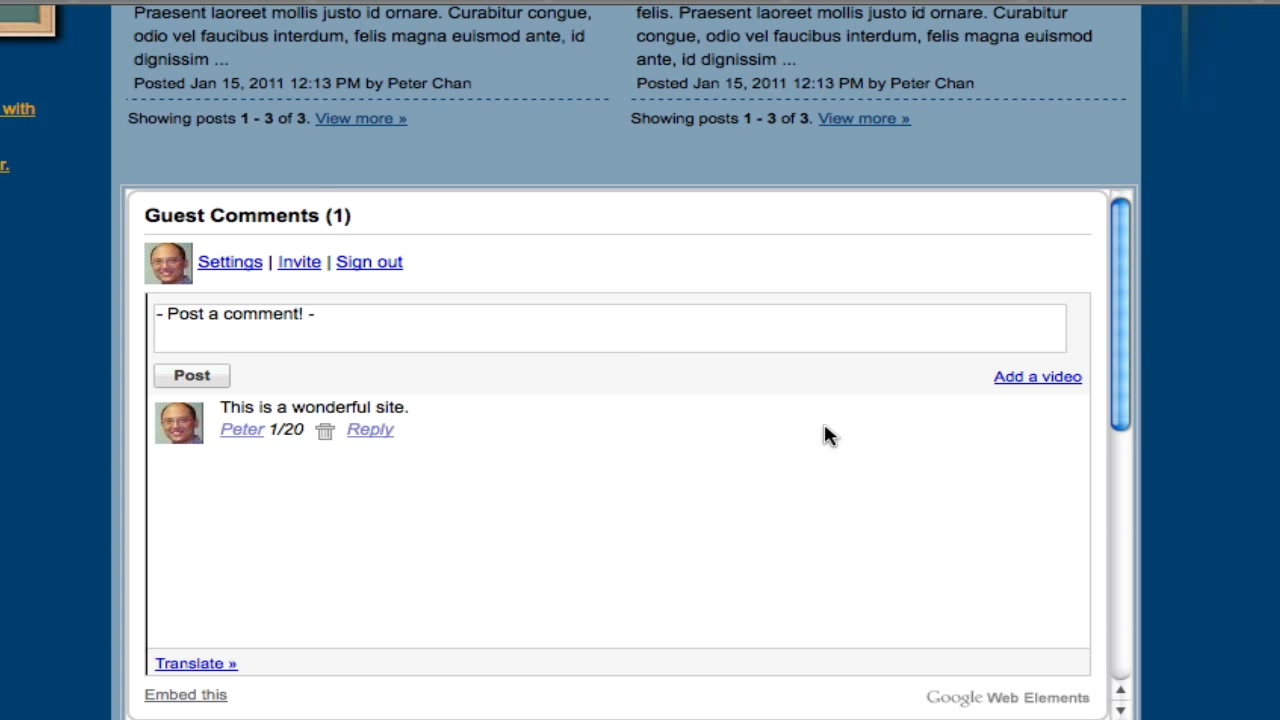 with
r.
Praesent laoreet mollis justo id ornare. Curabitur congue,
odio vel faucibus interdum, felis magna euismod ante, id
dignissim ...
Posted Jan 15, 2011 12:13 PM by Peter Chan
Showing posts 1 - 3 of 3. View more »
felis. Praesent laoreet mollis justo id ornare. Curabitur
congue, odio vel faucibus interdum, felis magna euismod
ante, id dignissim ...
Posted Jan 15, 2011 12:13 PM by Peter Chan
Showing posts 1 - 3 of 3. View more »
Guest Comments (1)
Settings | Invite | Sign out
- Post a comment! -
Post
Add a video
This is a wonderful site.
Peter 1/20 Reply
Translate »
Embed this
Google Web Elements